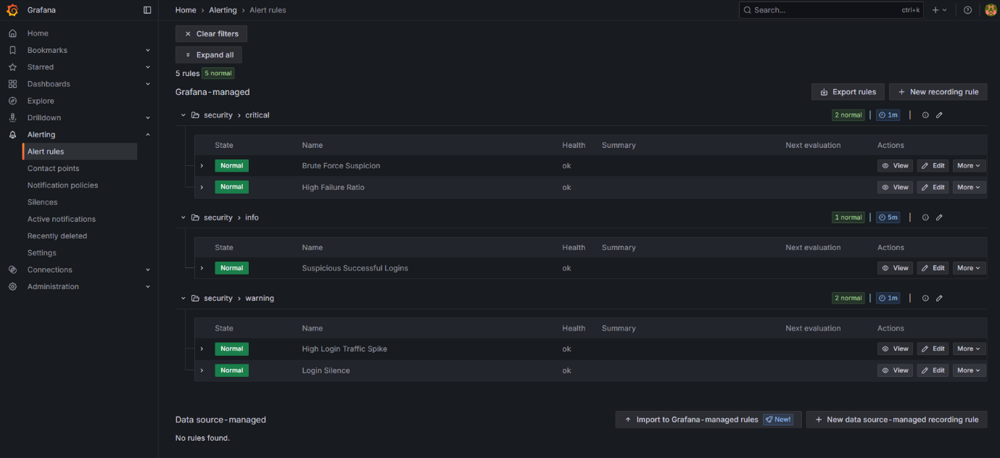 Grafana
Home › Alerting › Alert rules
Search... ctrl+k
Home
Bookmarks
Starred
Dashboards
Explore
Drilldown
Alerting
Alert rules
Contact points
Notification policies
Silences
Active notifications
Recently deleted
Settings
Connections
Administration
Clear filters
Expand all
5 rules 5 normal
Grafana-managed
Export rules
New recording rule
security › critical 2 normal | 1m |
State Name Health Summary Next evaluation Actions
Normal Brute Force Suspicion ok View Edit More
Normal High Failure Ratio ok View Edit More
security › info 1 normal | 5m |
State Name Health Summary Next evaluation Actions
Normal Suspicious Successful Logins ok View Edit More
security › warning 2 normal | 1m |
State Name Health Summary Next evaluation Actions
Normal High Login Traffic Spike ok View Edit More
Normal Login Silence ok View Edit More
Data source-managed
Import to Grafana-managed rules New!
New data source-managed recording rule
No rules found.